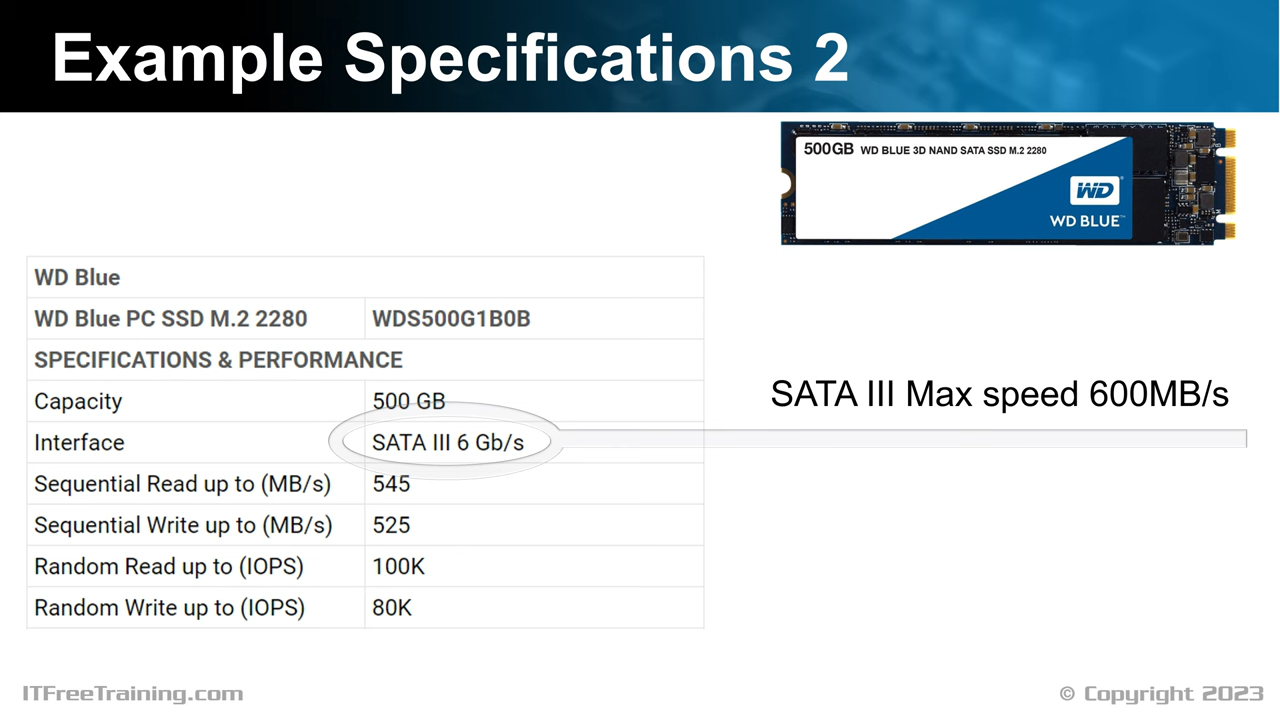 Example Specifications 2
500GB WD BLUE 3D NAND SATA SSD M.2 2280
WD
WD BLUE™
WD Blue
WD Blue PC SSD M.2 2280 WDS500G1B0B
SPECIFICATIONS & PERFORMANCE
Capacity 500 GB
SATA III Max speed 600MB/s
Interface SATA III 6 Gb/s
Sequential Read up to (MB/s) 545
Sequential Write up to (MB/s) 525
Random Read up to (IOPS) 100K
Random Write up to (IOPS) 80K
ITFreeTraining.com
© Copyright 2023